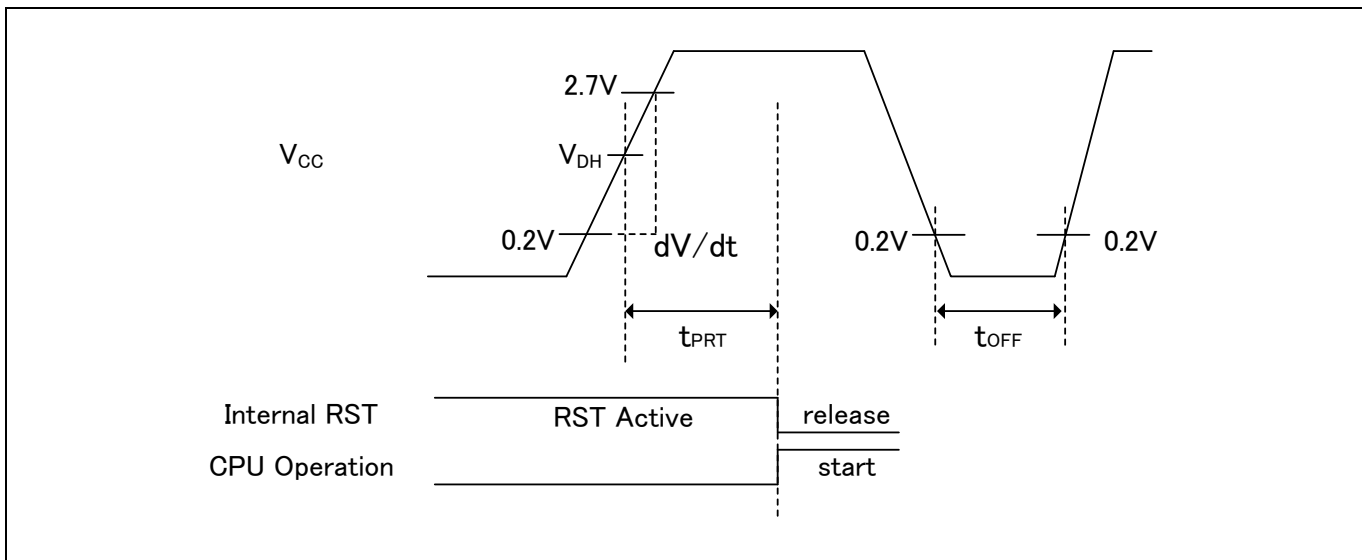 2.7V
VCC
VDH
0.2V
dV/dt
0.2V
0.2V
tPRT
tOFF
Internal RST
RST Active
release
CPU Operation
start